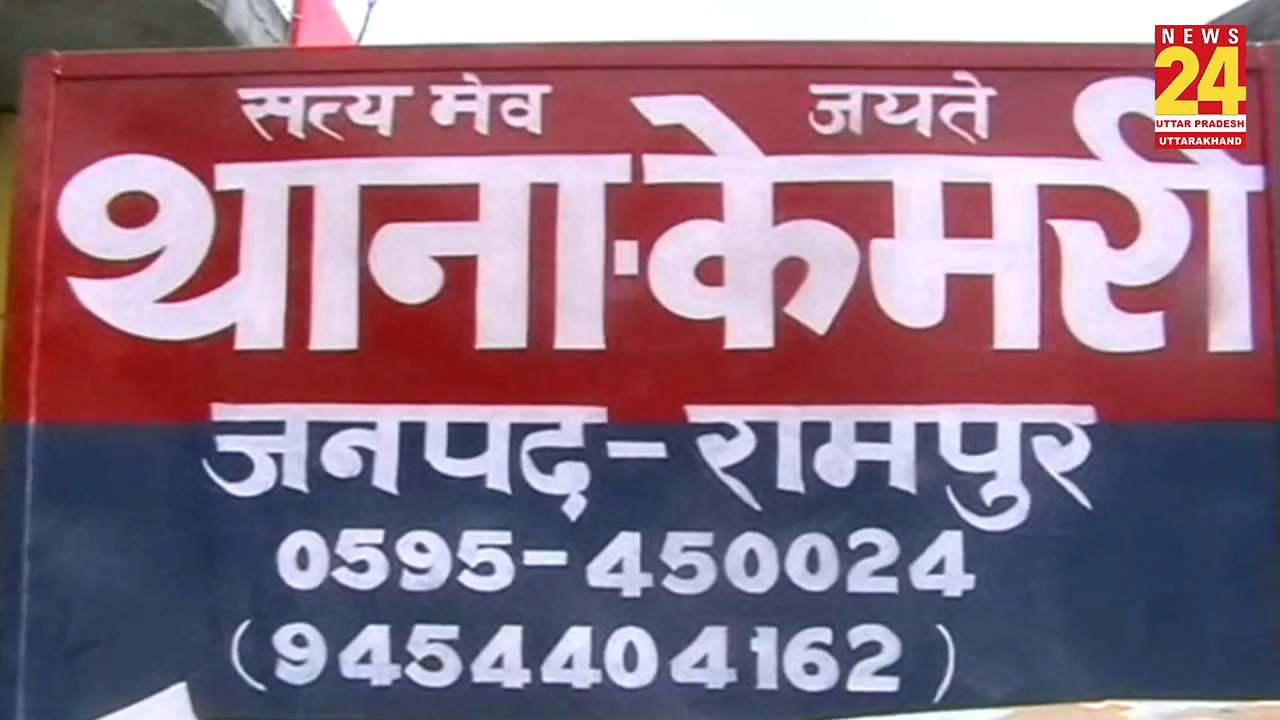 सत्य मेव जयते
थाना·केमरी
जनपद-रामपुर
0595-450024
(9454404162)
NEWS
24
UTTAR PRADESH
UTTARAKHAND